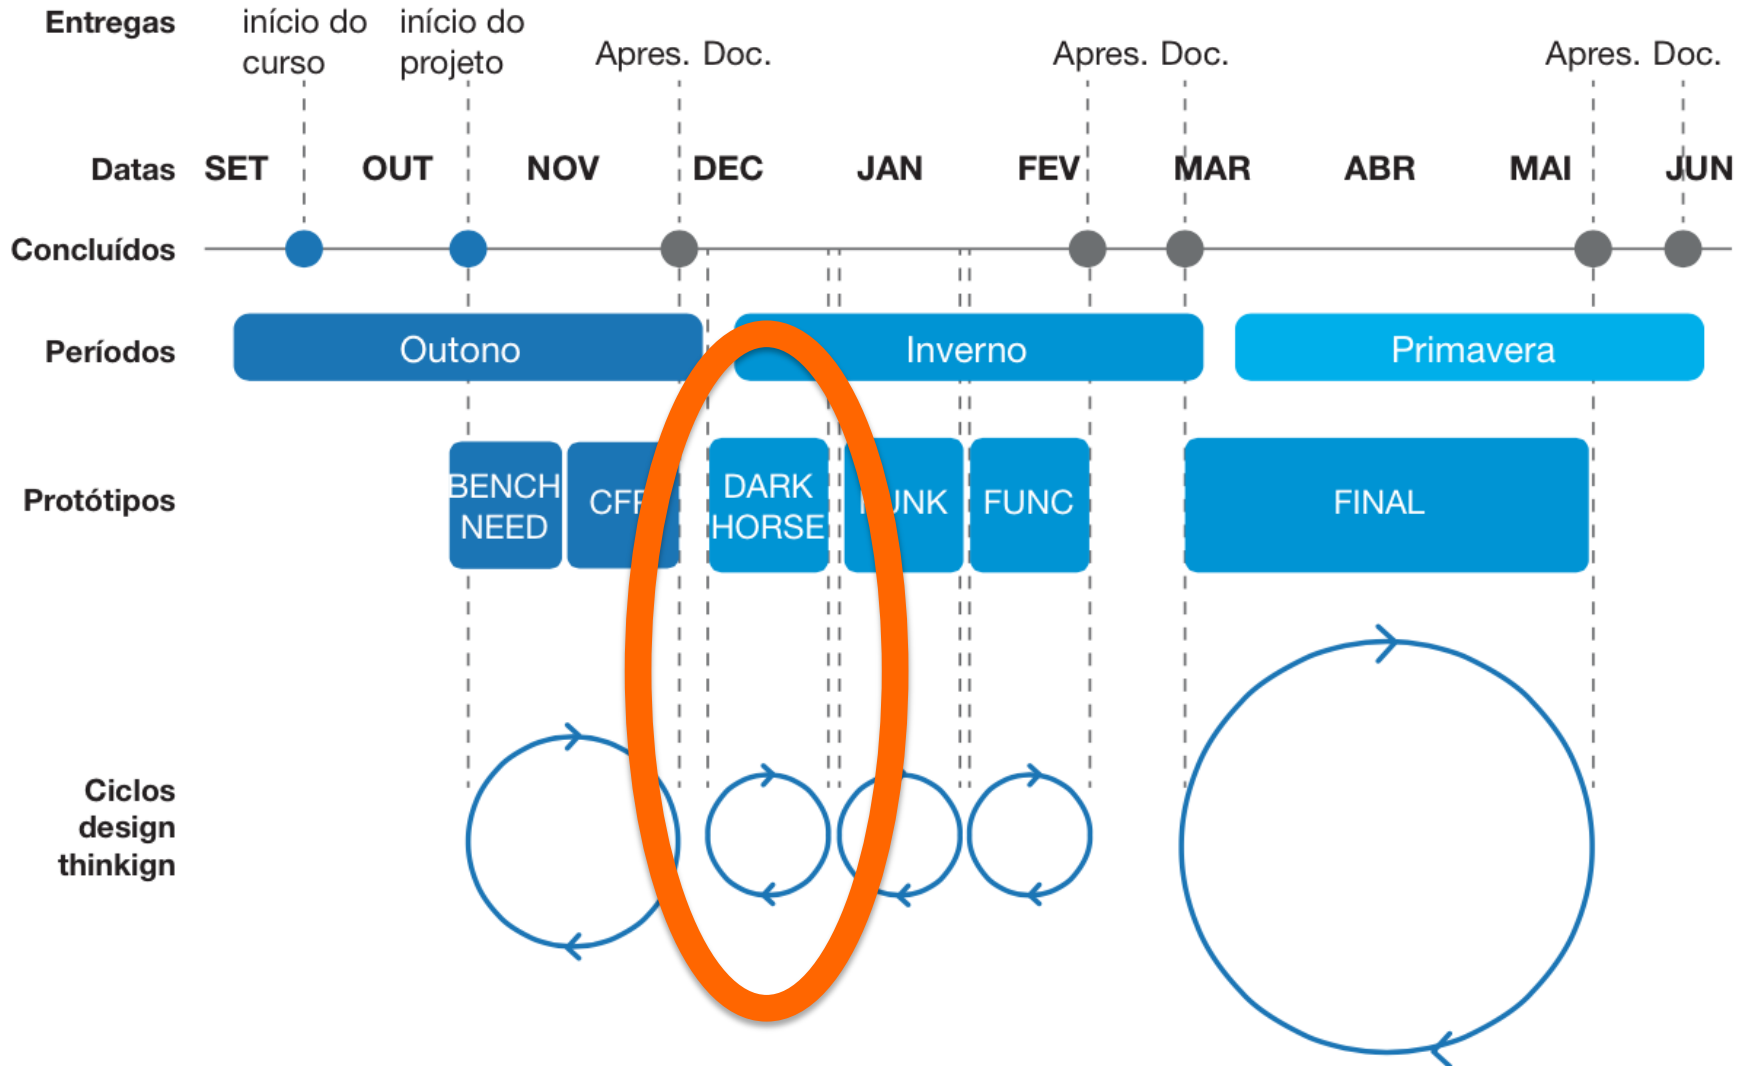 Entregas
início do
curso
início do
projeto
Apres. Doc.
Apres. Doc.
Apres. Doc.
Datas SET OUT NOV DEC JAN FEV MAR ABR MAI JUN
Concluídos
Períodos Outono Inverno Primavera
Protótipos
BENCH
NEED
DARK
HORSE
FUNC
FINAL
Ciclos
design
thinkign